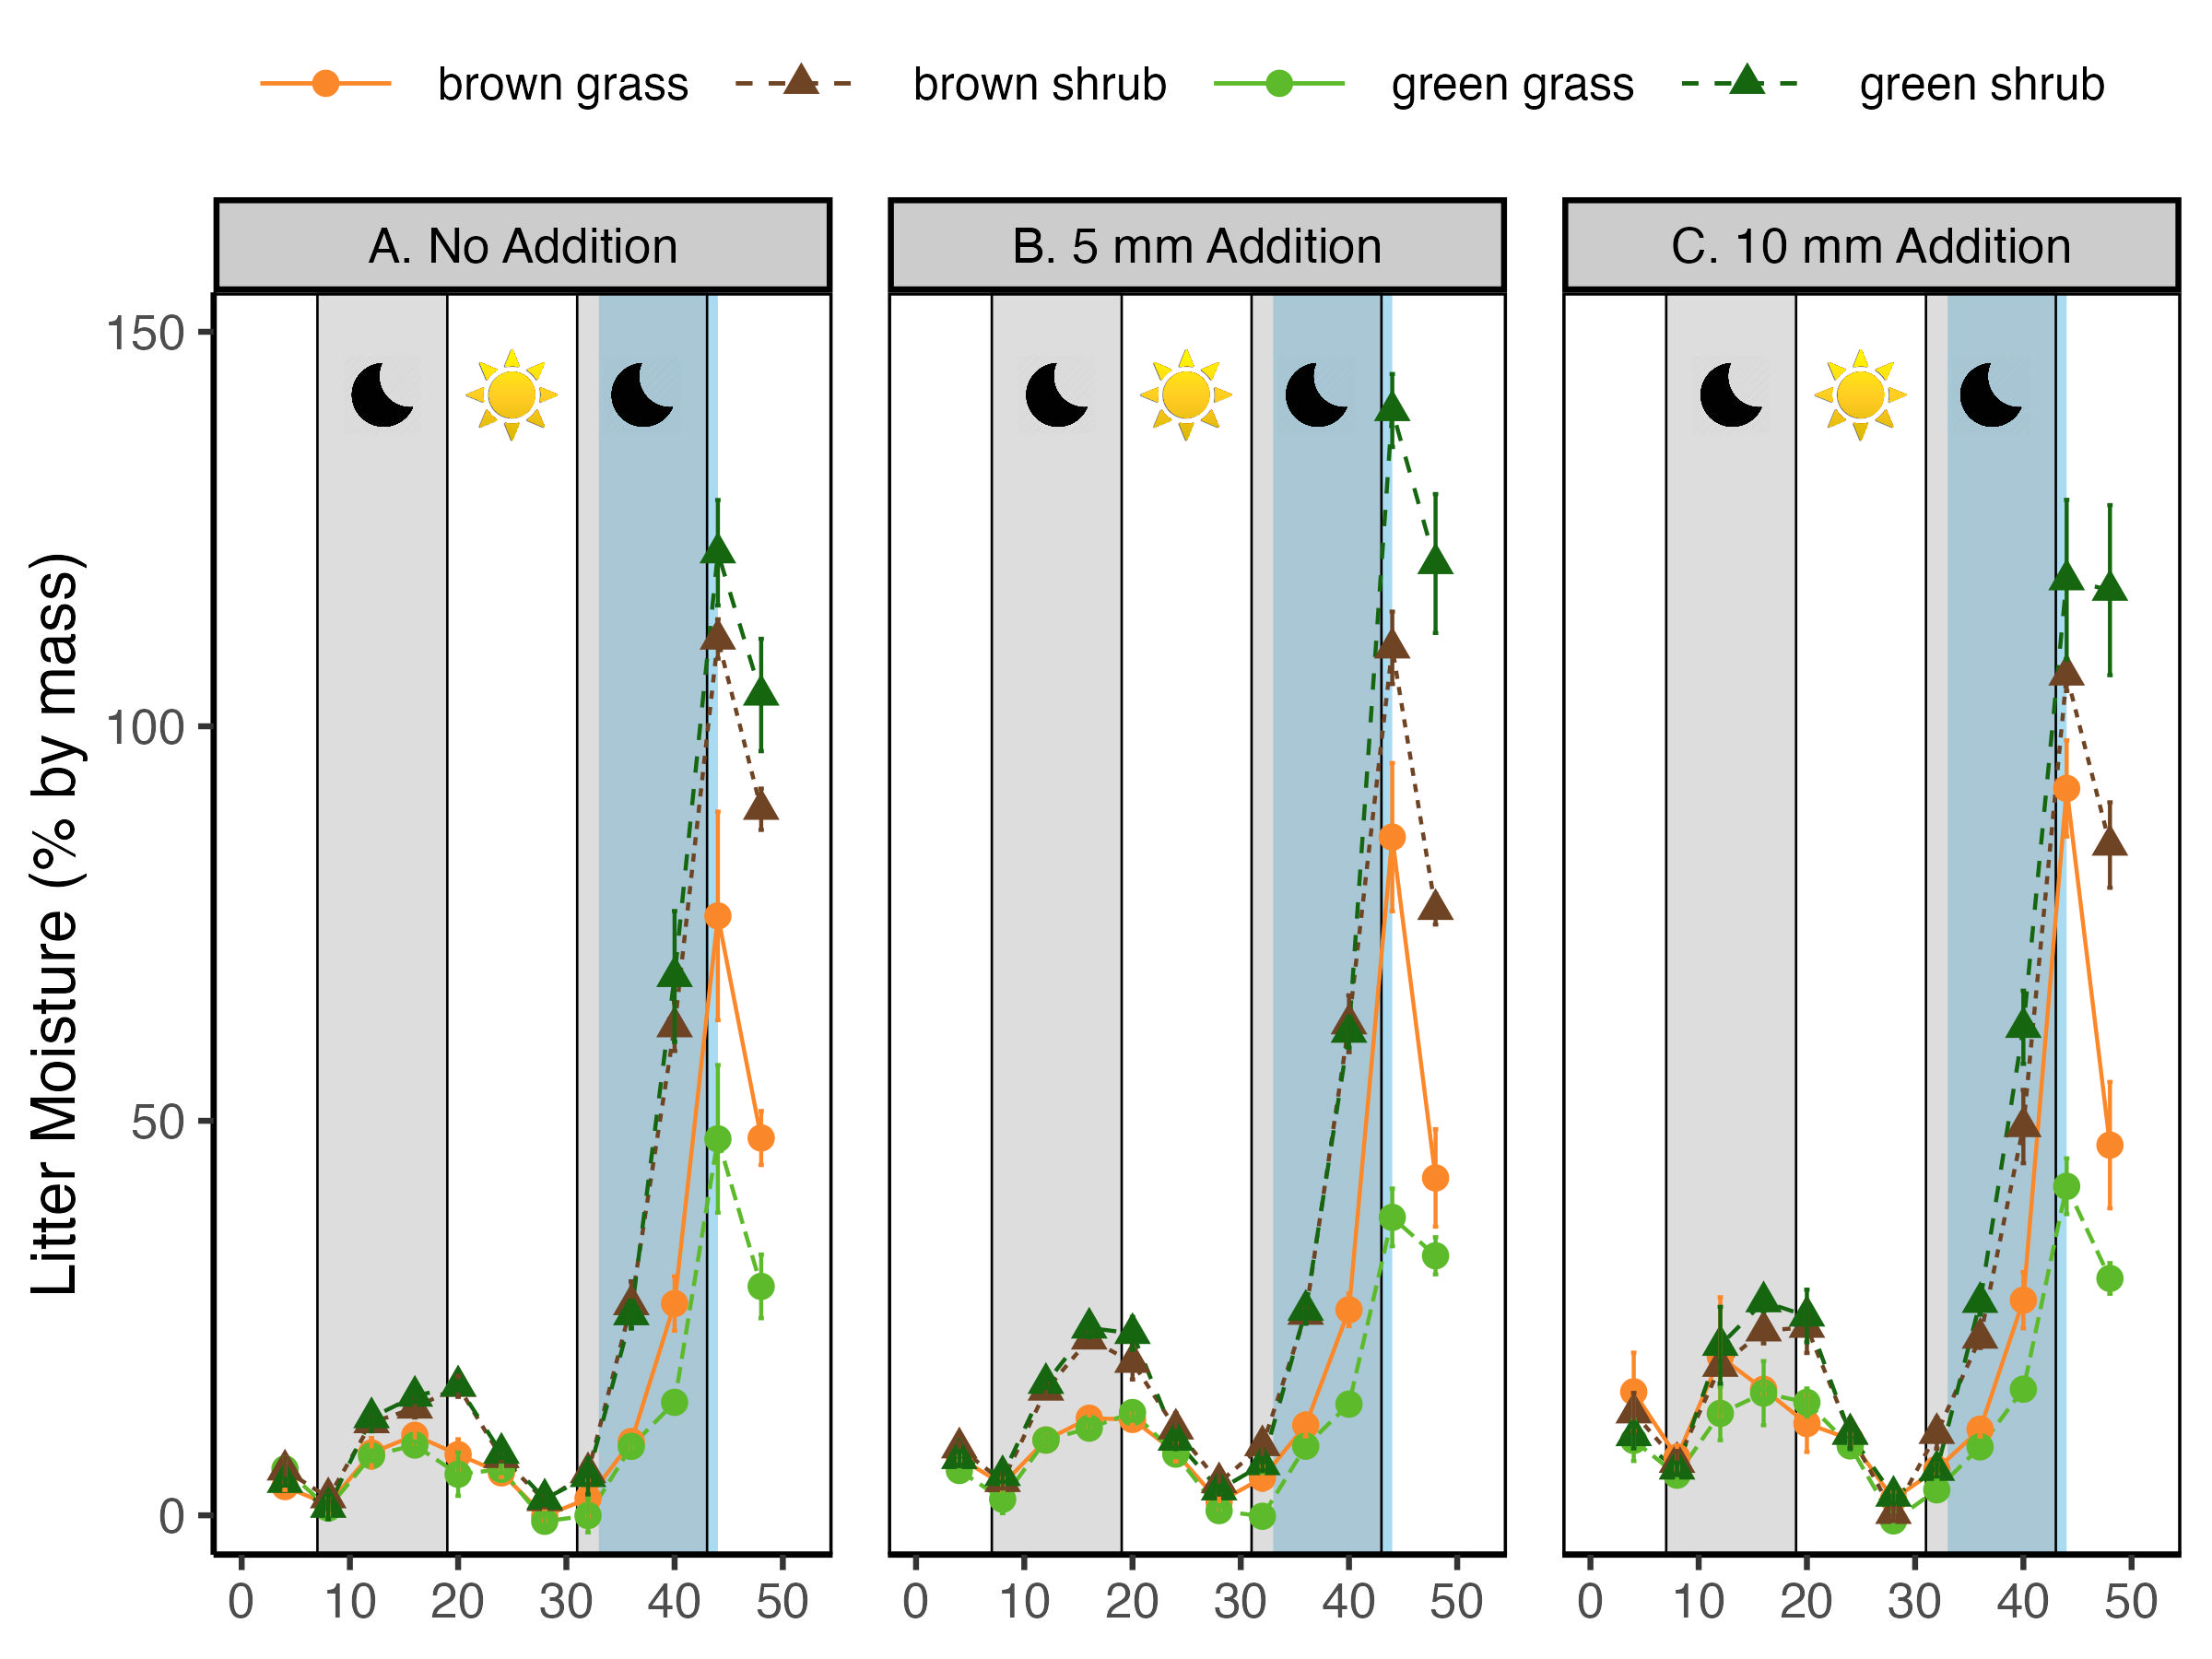 brown grass brown shrub green grass green shrub
A. No Addition B. 5 mm Addition C. 10 mm Addition
Litter Moisture (% by mass)
150
100
50
0
0 10 20 30 40 50 0 10 20 30 40 50 0 10 20 30 40 50